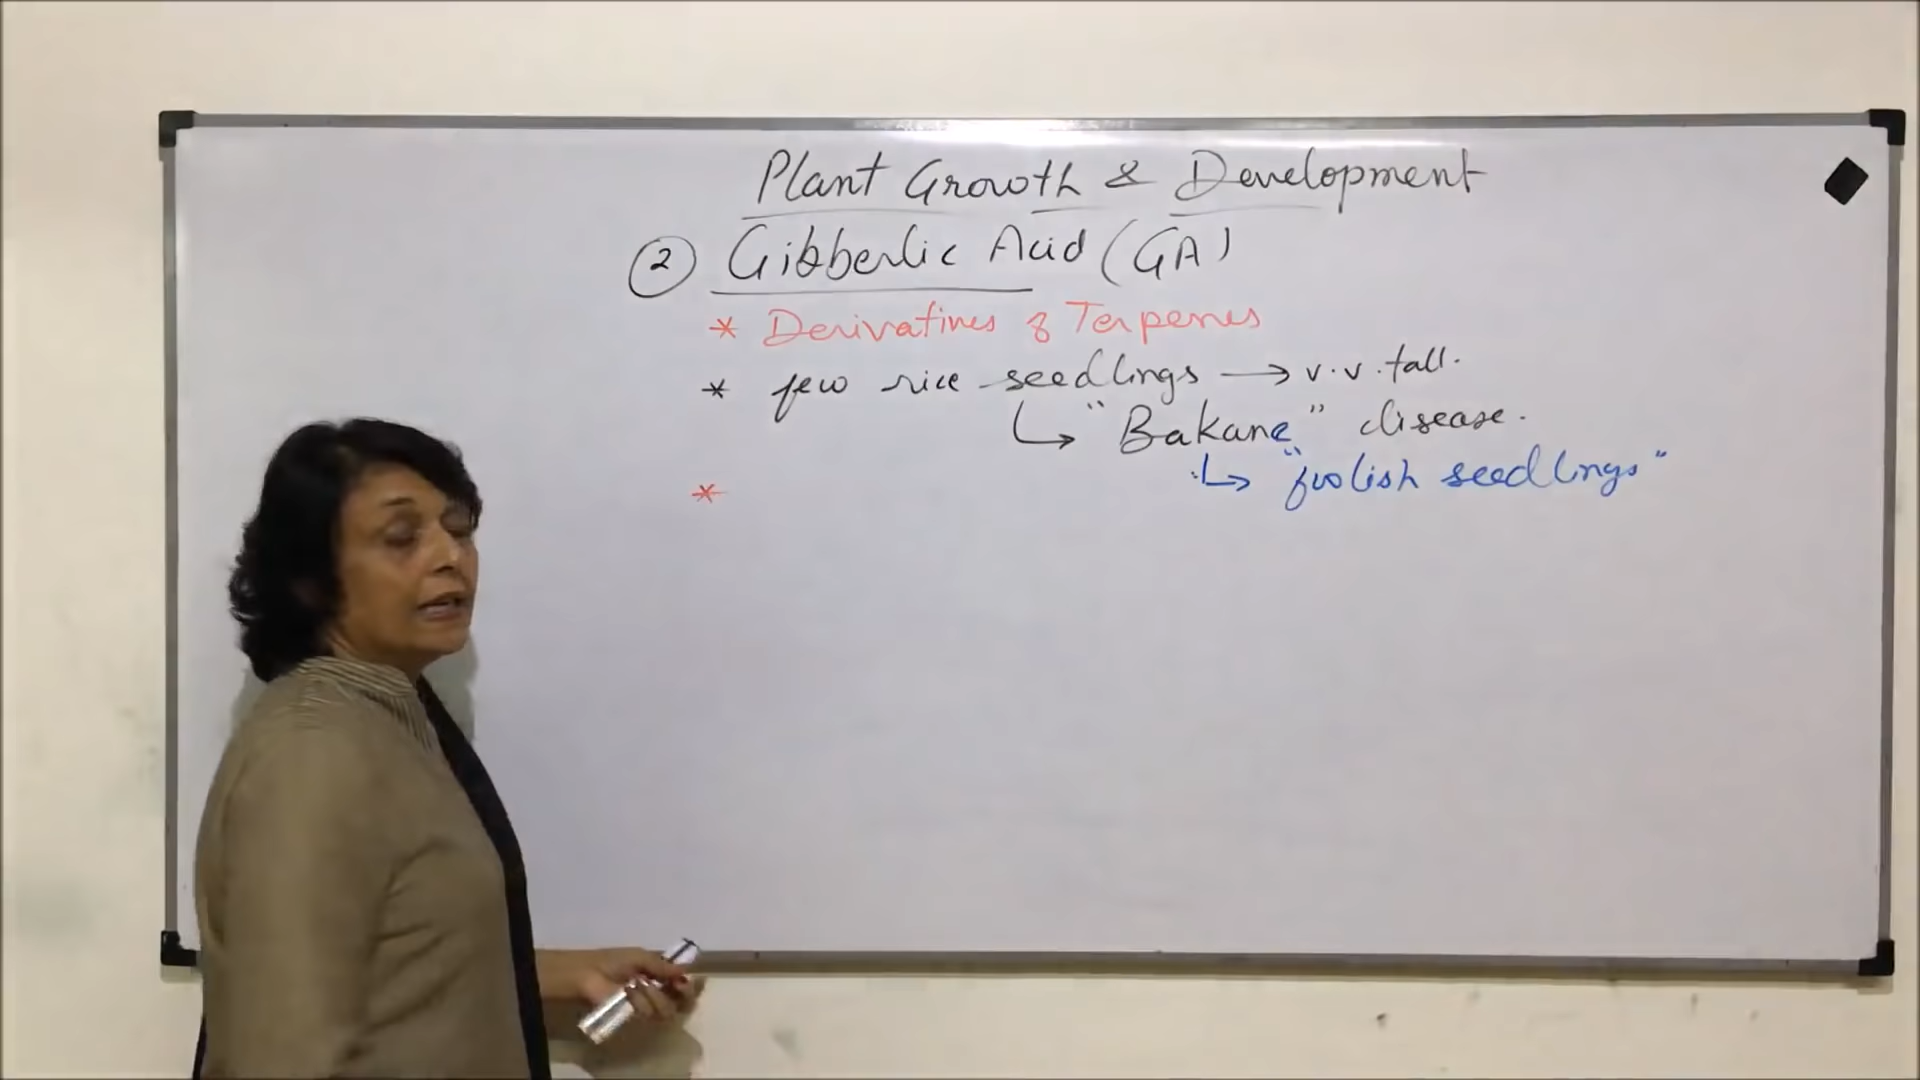 Plant Growth & Development
② Gibberlic Acid (GA)
* Derivatives of Terpenes
* few rice seedlings → v.v.tall.
↳ "Bakane" disease.
↳ "foolish seedlings"
*